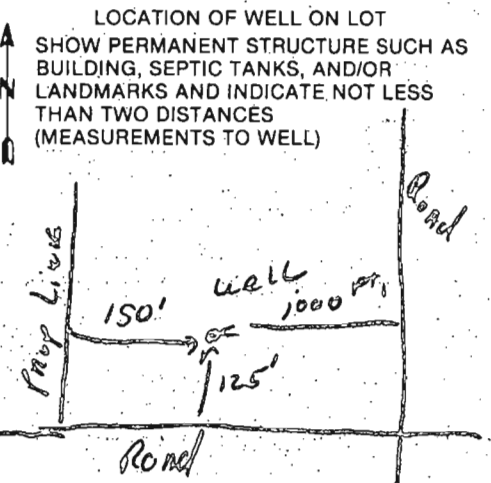 LOCATION OF WELL ON LOT
SHOW PERMANENT STRUCTURE SUCH AS
BUILDING, SEPTIC TANKS, AND/OR
N
LANDMARKS AND INDICATE NOT LESS
THAN TWO DISTANCES
(MEASUREMENTS TO WELL)
Road
Prop Line
well
150'
1000 FT.
125'
Road